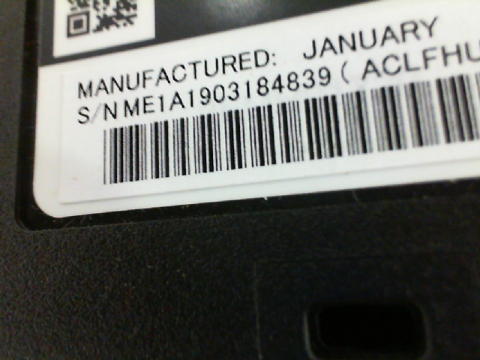 MANUFACTURED: JANUARY
S/N ME1A1903184839 ( ACLFHU